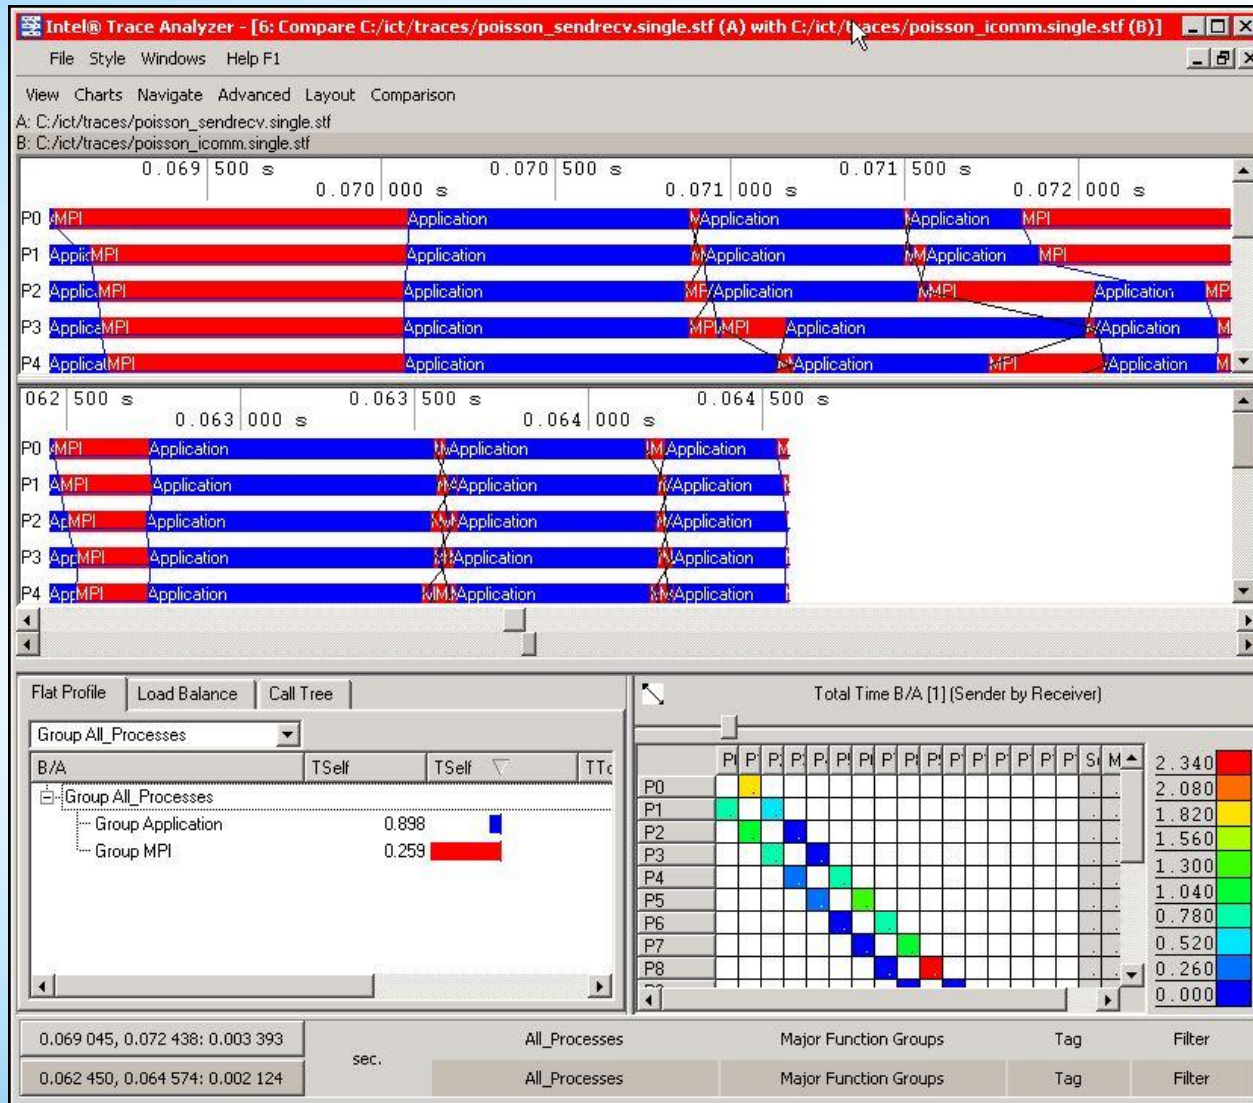 Intel® Trace Analyzer - [6: Compare C:/ict/traces/poisson_sendrecv.single.stf (A) with C:/ict/traces/poisson_icomm.single.stf (B)]
File Style Windows Help F1
View Charts Navigate Advanced Layout Comparison
A: C:/ict/traces/poisson_sendrecv.single.stf
B: C:/ict/traces/poisson_icomm.single.stf
0.069 500 s 0.070 500 s 0.071 500 s
0.070 000 s 0.071 000 s 0.072 000 s
P0 MPI Application Application Application MPI
P1 MPI Application Application Application MPI
P2 MPI Application Application MPI Application MP
P3 MPI Application MPI MPI Application Application M
P4 MPI Application Application MPI Application M
062 500 s 0.063 500 s 0.064 500 s
0.063 000 s 0.064 000 s
P0 MPI Application Application Application M
P1 MPI Application Application Application
P2 MPI Application Application Application
P3 MPI Application Application Application
P4 MPI Application Application Application
Flat Profile Load Balance Call Tree
Group All_Processes
B/A TSelf TSelf
Group All_Processes
Group Application 0.898
Group MPI 0.259
Total Time B/A [1] (Sender by Receiver)
P0
P1
P2
P3
P4
P5
P6
P7
P8
2.340
2.080
1.820
1.560
1.300
1.040
0.780
0.520
0.260
0.000
0.069 045, 0.072 438: 0.003 393 sec. All_Processes Major Function Groups Tag Filter
0.062 450, 0.064 574: 0.002 124 All_Processes Major Function Groups Tag Filter